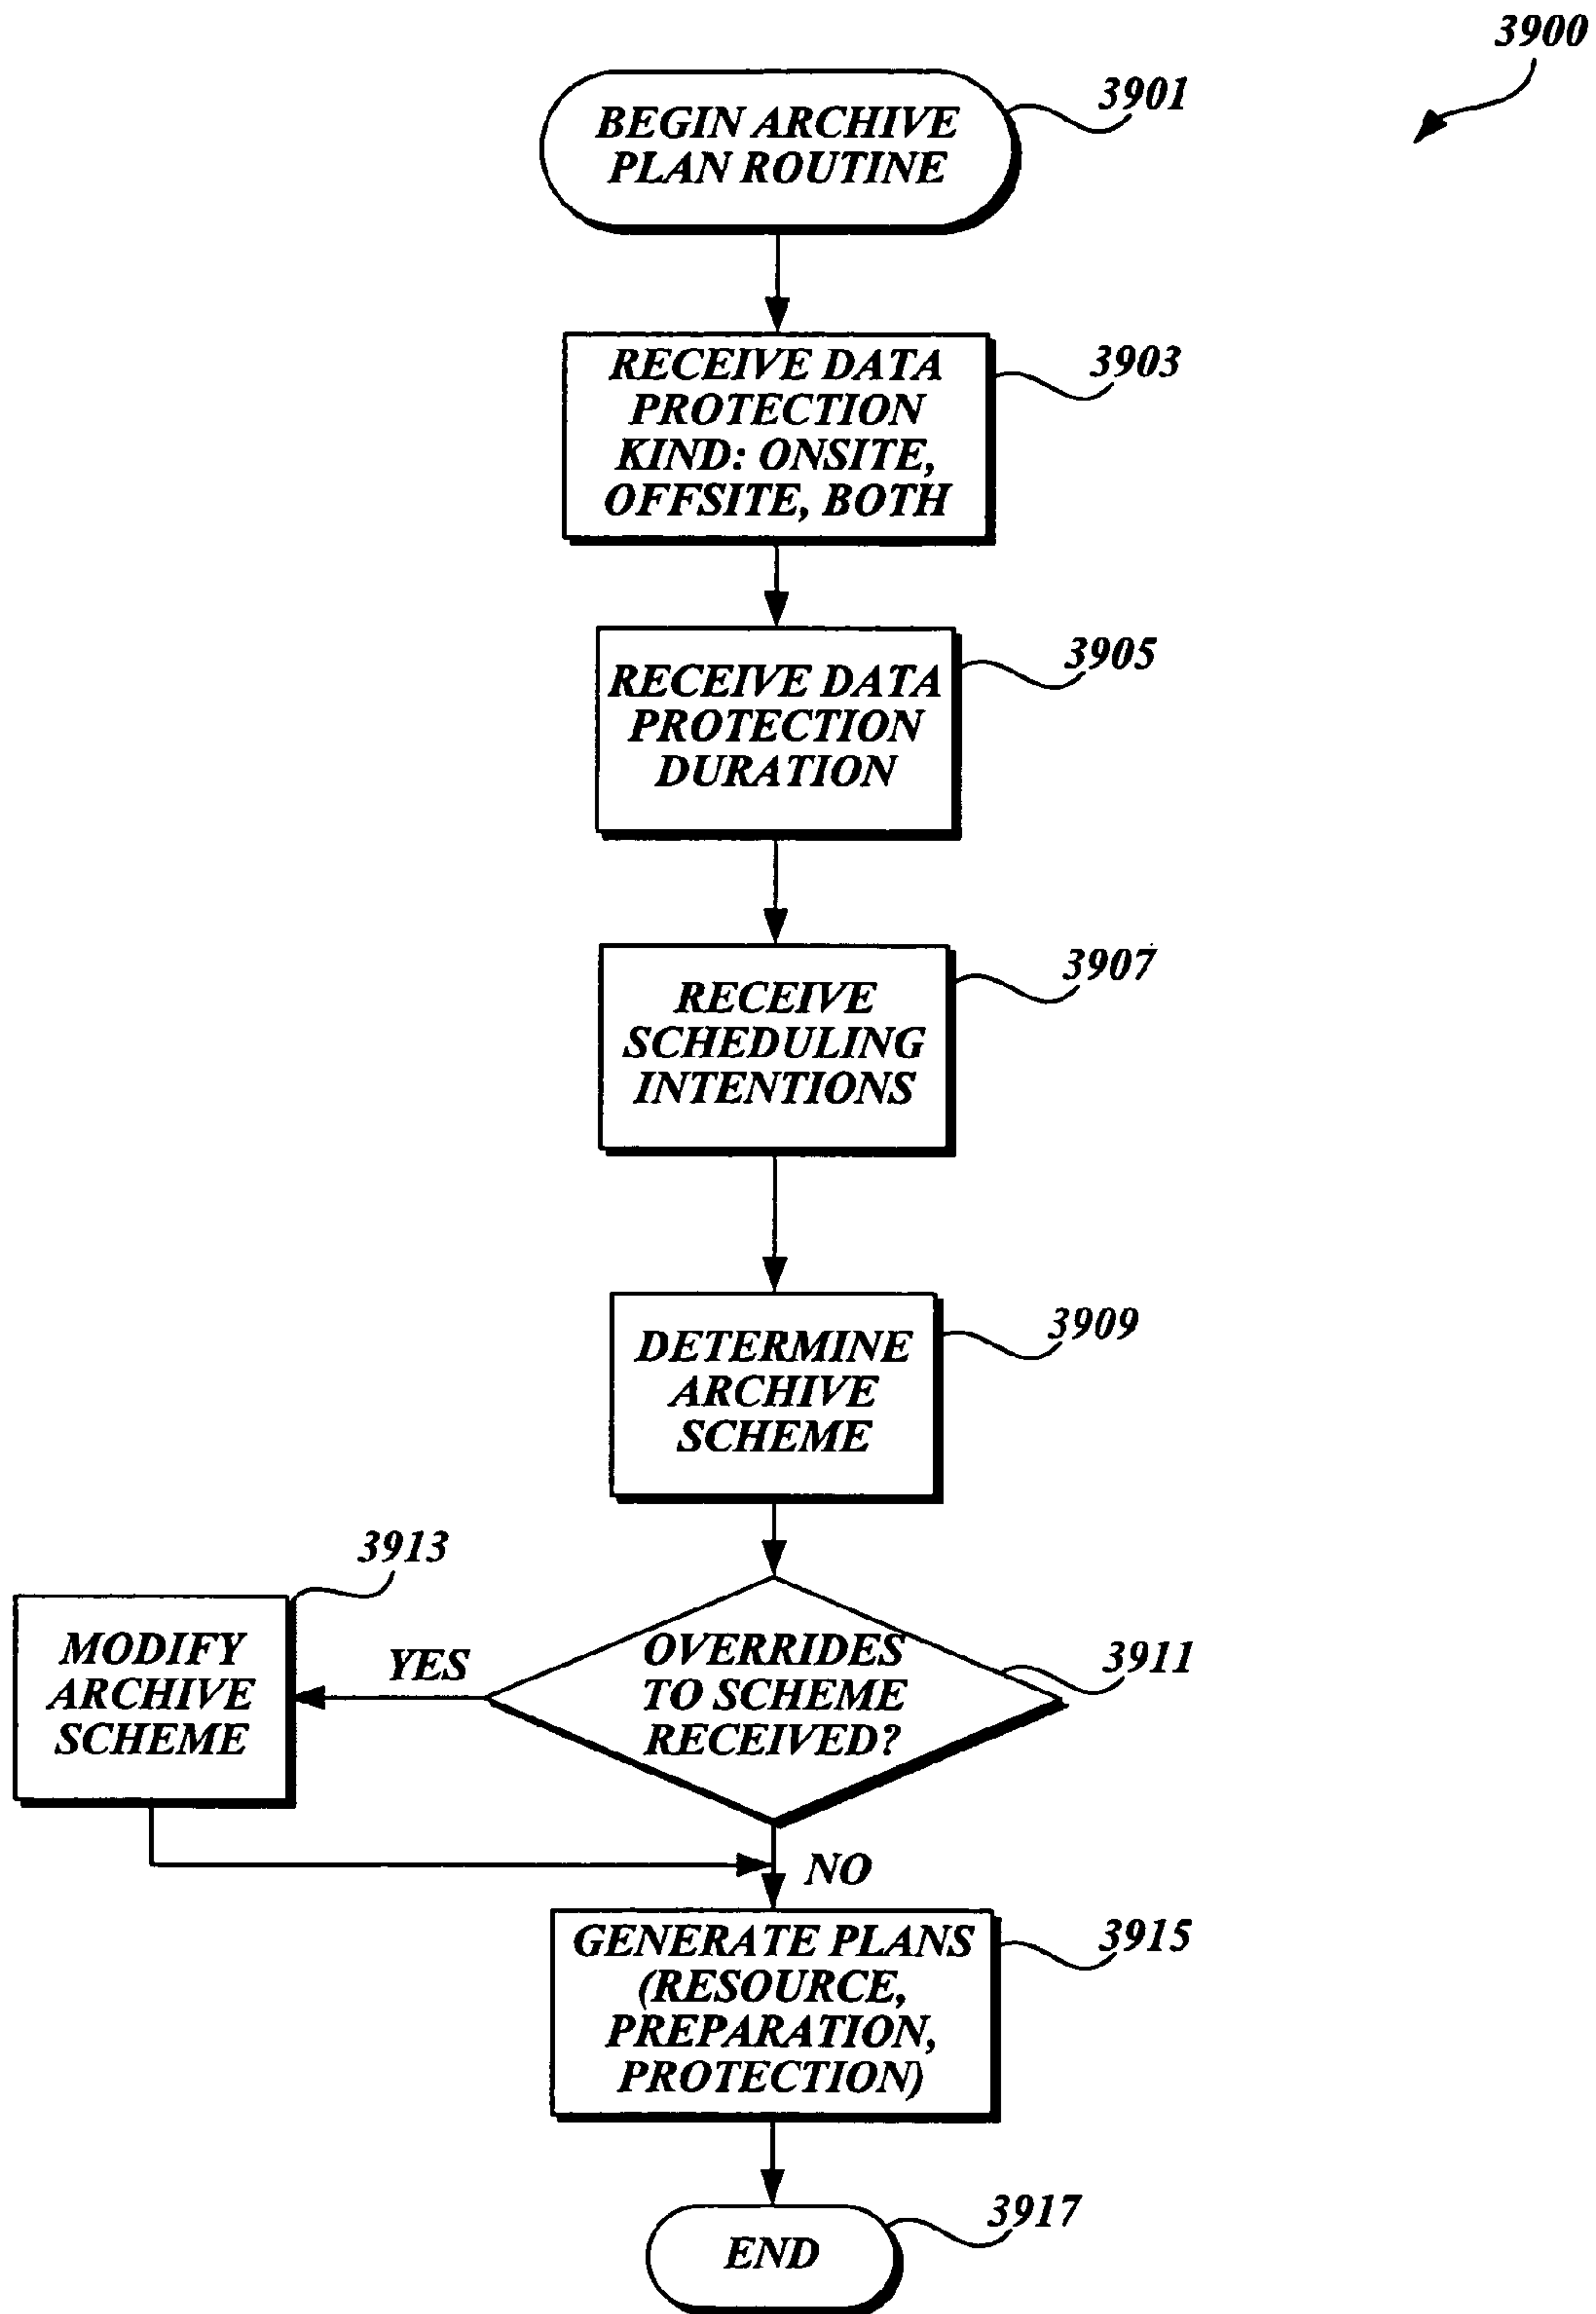 3900
BEGIN ARCHIVE
PLAN ROUTINE
3901
RECEIVE DATA
PROTECTION
KIND: ONSITE,
OFFSITE, BOTH
3903
RECEIVE DATA
PROTECTION
DURATION
3905
RECEIVE
SCHEDULING
INTENTIONS
3907
DETERMINE
ARCHIVE
SCHEME
3909
OVERRIDES
TO SCHEME
RECEIVED?
3911
YES
3913
MODIFY
ARCHIVE
SCHEME
NO
GENERATE PLANS
(RESOURCE,
PREPARATION,
PROTECTION)
3915
END
3917